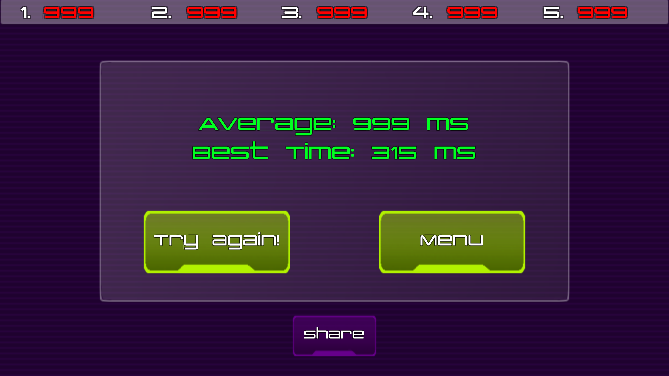 1. 999 2. 999 3. 999 4. 999 5. 999
Average: 999 ms
Best Time: 315 ms
Try again! Menu
share